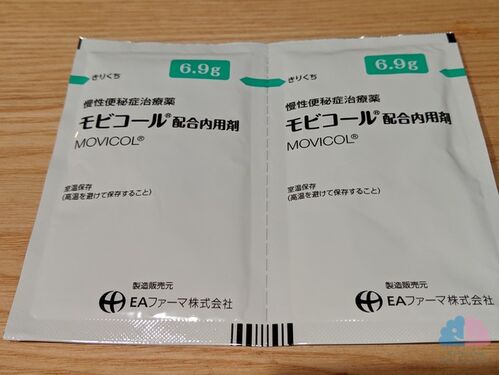 きりくち
6.9g
慢性便秘症治療薬
モビコール®配合内用剤
MOVICOL®
室温保存
(高温を避けて保存すること)
製造販売元
EAファーマ株式会社
きりくち
6.9g
慢性便秘症治療薬
モビコール®配合内用剤
MOVICOL®
室温保存
(高温を避けて保存すること)
製造販売元
EAファーマ株式会社